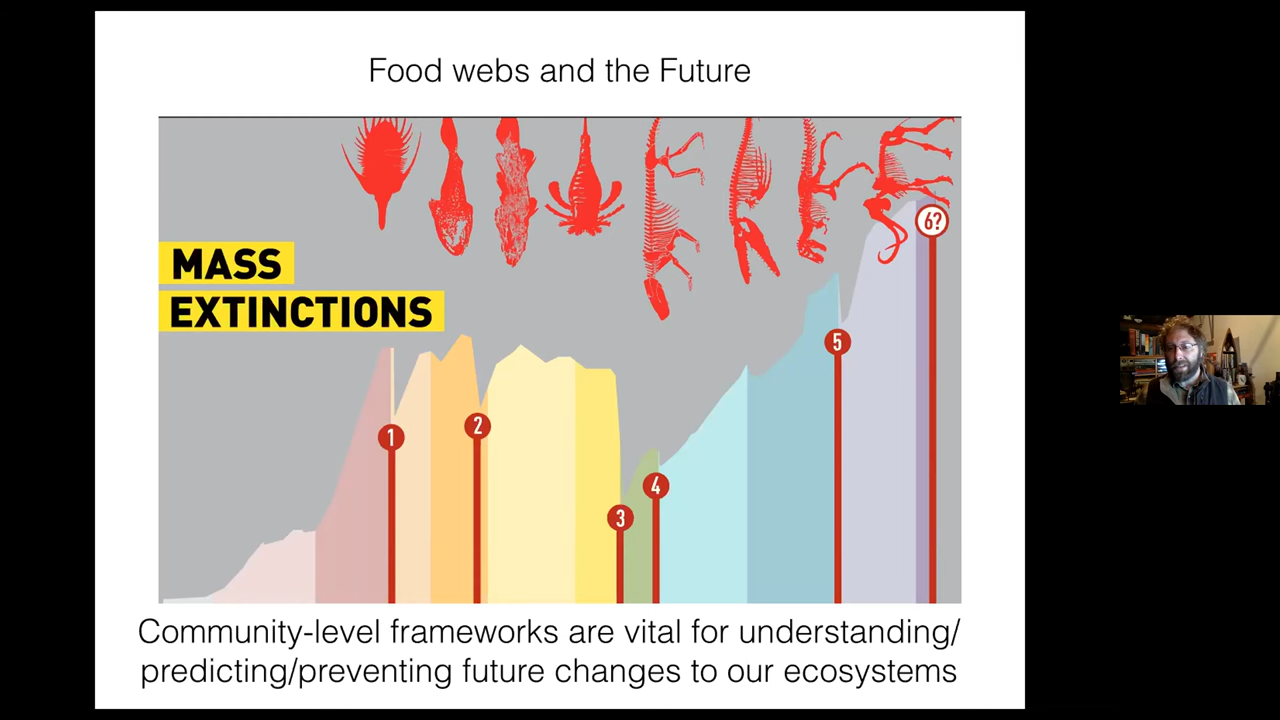 Food webs and the Future
MASS
EXTINCTIONS
6?
5
1
2
4
3
Community-level frameworks are vital for understanding/
predicting/preventing future changes to our ecosystems